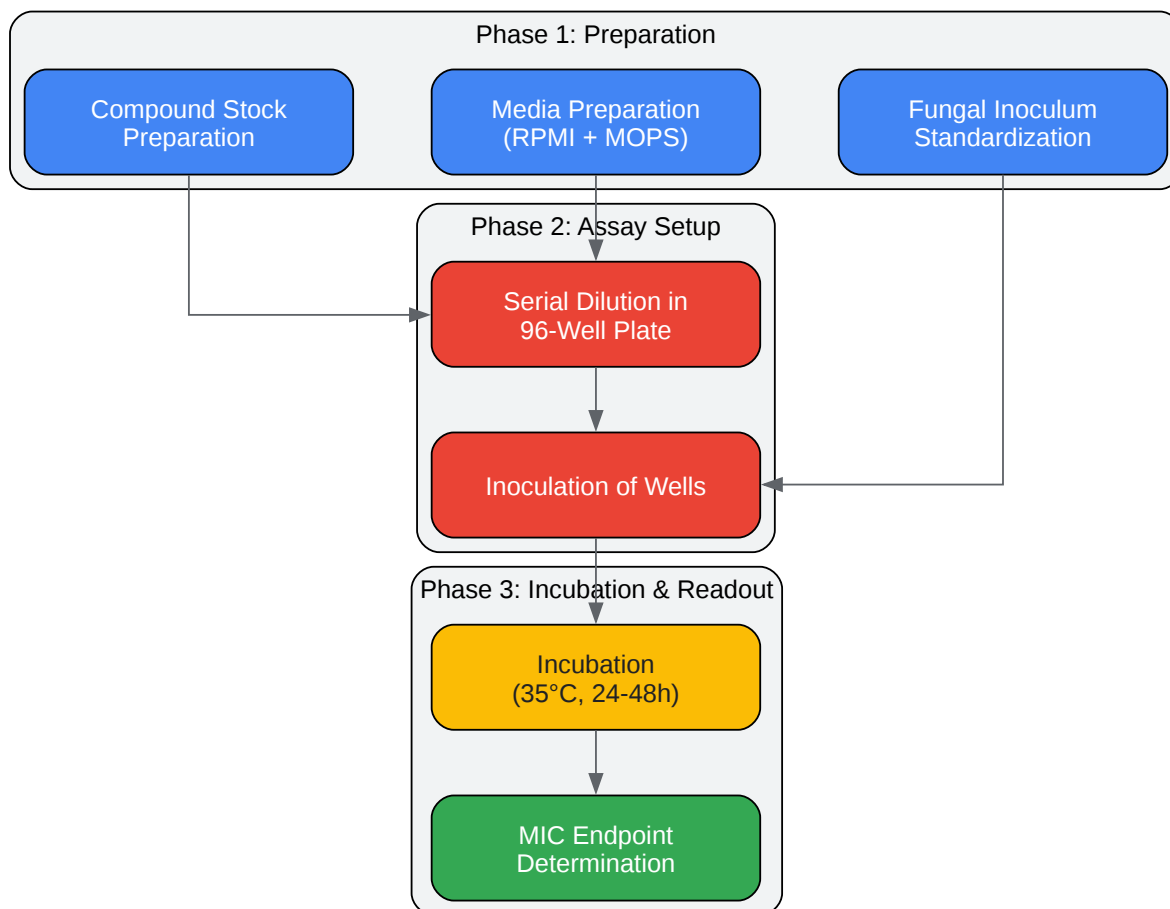 Phase 1: Preparation
Compound Stock
Preparation
Media Preparation
(RPMI + MOPS)
Fungal Inoculum
Standardization
Phase 2: Assay Setup
Serial Dilution in
96-Well Plate
Inoculation of Wells
Phase 3: Incubation & Readout
Incubation
(35°C, 24-48h)
MIC Endpoint
Determination